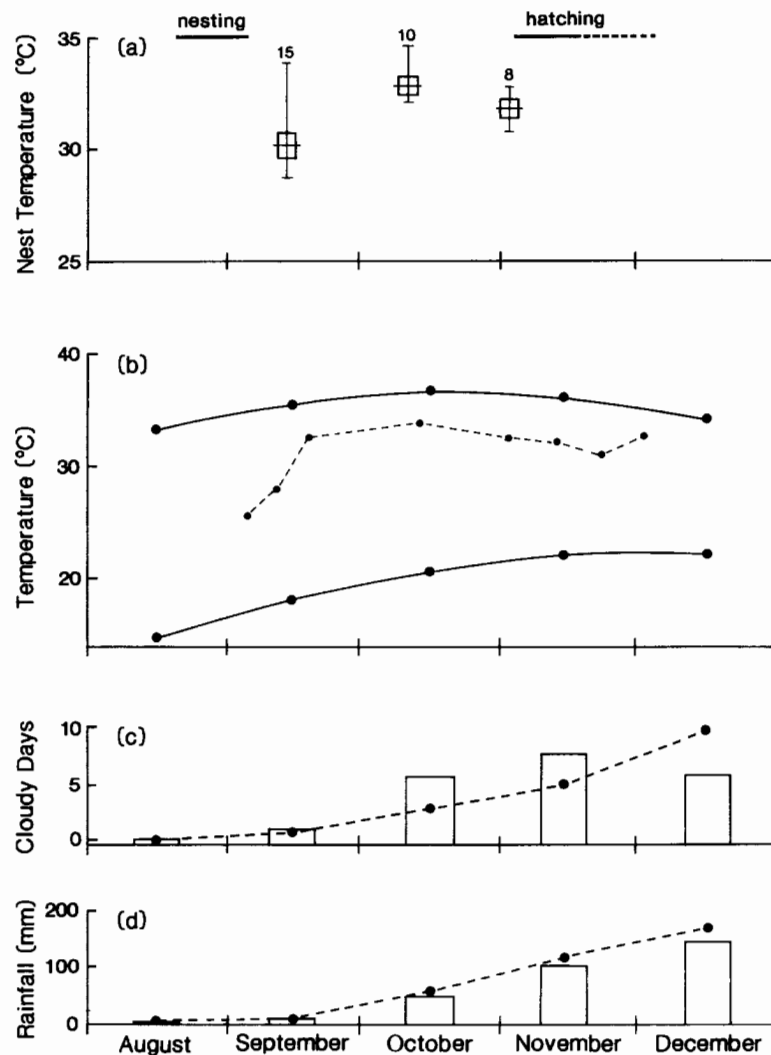 nesting
hatching
(a)
35
30
25
15
10
8
Nest Temperature (°C)
(b)
40
30
20
Temperature (°C)
(c)
10
5
0
Cloudy Days
(d)
200
100
0
Rainfall (mm)
August September October November December